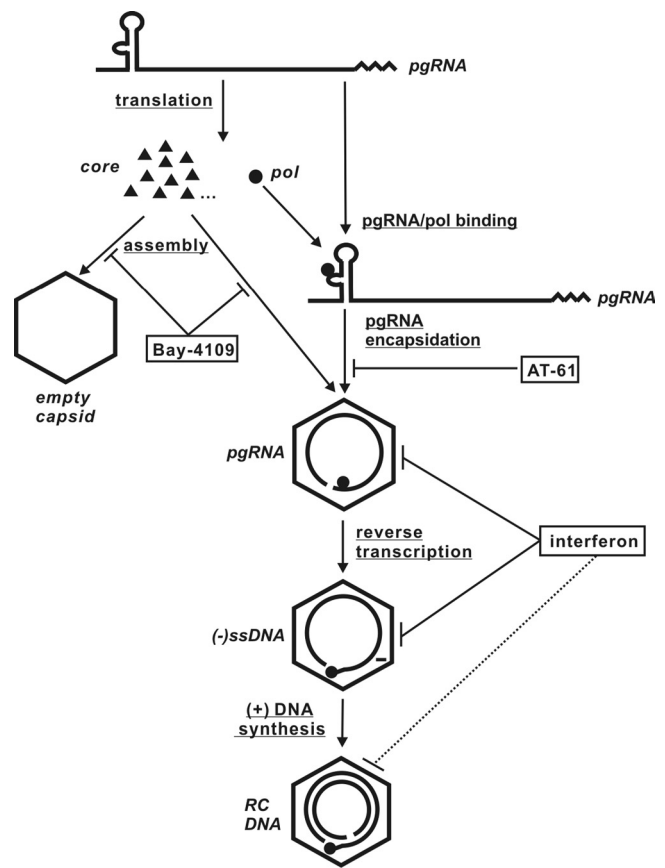 pgRNA
translation
core
pol
...
pgRNA/pol binding
assembly
pgRNA
pgRNA
encapsidation
Bay-4109
AT-61
empty
capsid
pgRNA
reverse
transcription
interferon
(-)ssDNA
-
(+) DNA
synthesis
RC
DNA